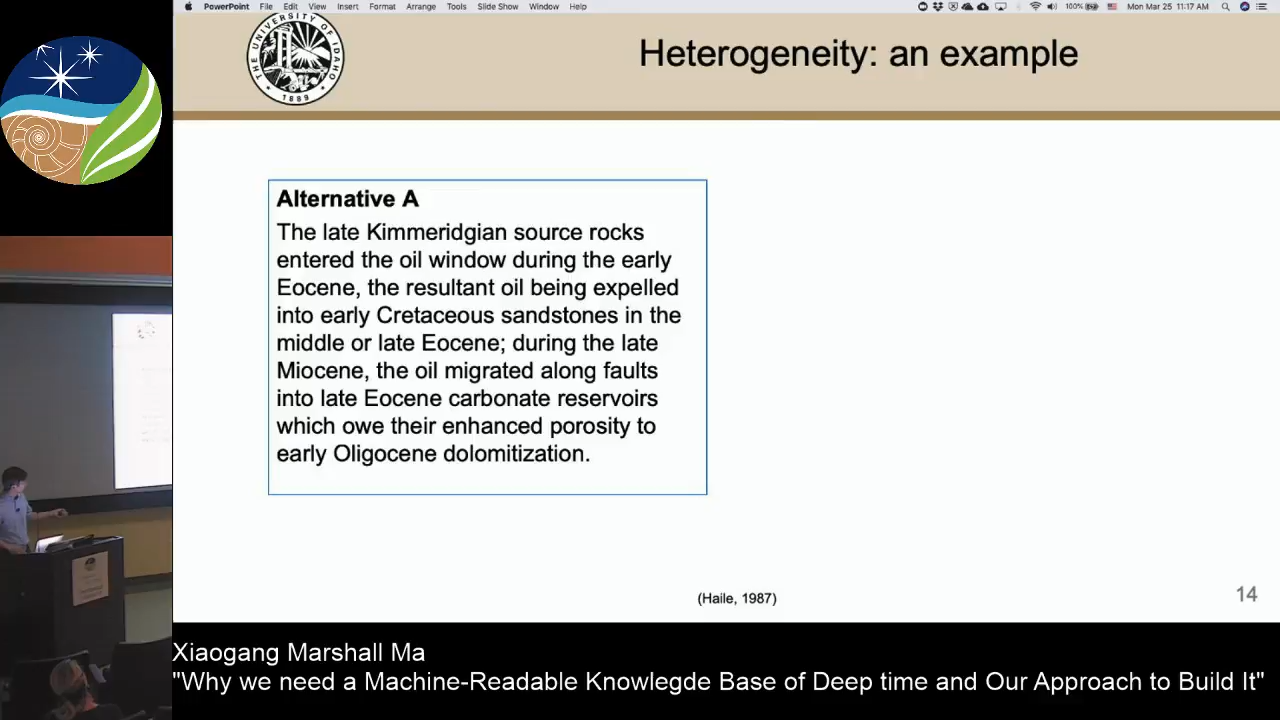 PowerPoint File Edit View Insert Format Arrange Tools Slide Show Window Help 100% Mon Mar 25 11:17 AM
THE UNIVERSITY OF IDAHO
1889
Heterogeneity: an example
Alternative A
The late Kimmeridgian source rocks
entered the oil window during the early
Eocene, the resultant oil being expelled
into early Cretaceous sandstones in the
middle or late Eocene; during the late
Miocene, the oil migrated along faults
into late Eocene carbonate reservoirs
which owe their enhanced porosity to
early Oligocene dolomitization.
(Haile, 1987)
14
Xiaogang Marshall Ma
"Why we need a Machine-Readable Knowlegde Base of Deep time and Our Approach to Build It"